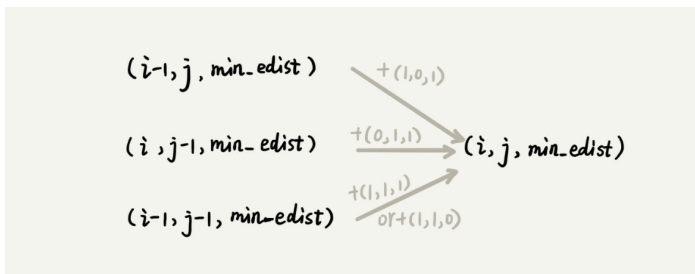 (i-1, j, min_edist)
+(1,0,1)
(i, j-1, min_edist)
+(0,1,1)
(i, j, min_edist)
+(1,1,1)
(i-1, j-1, min_edist)
or+(1,1,0)